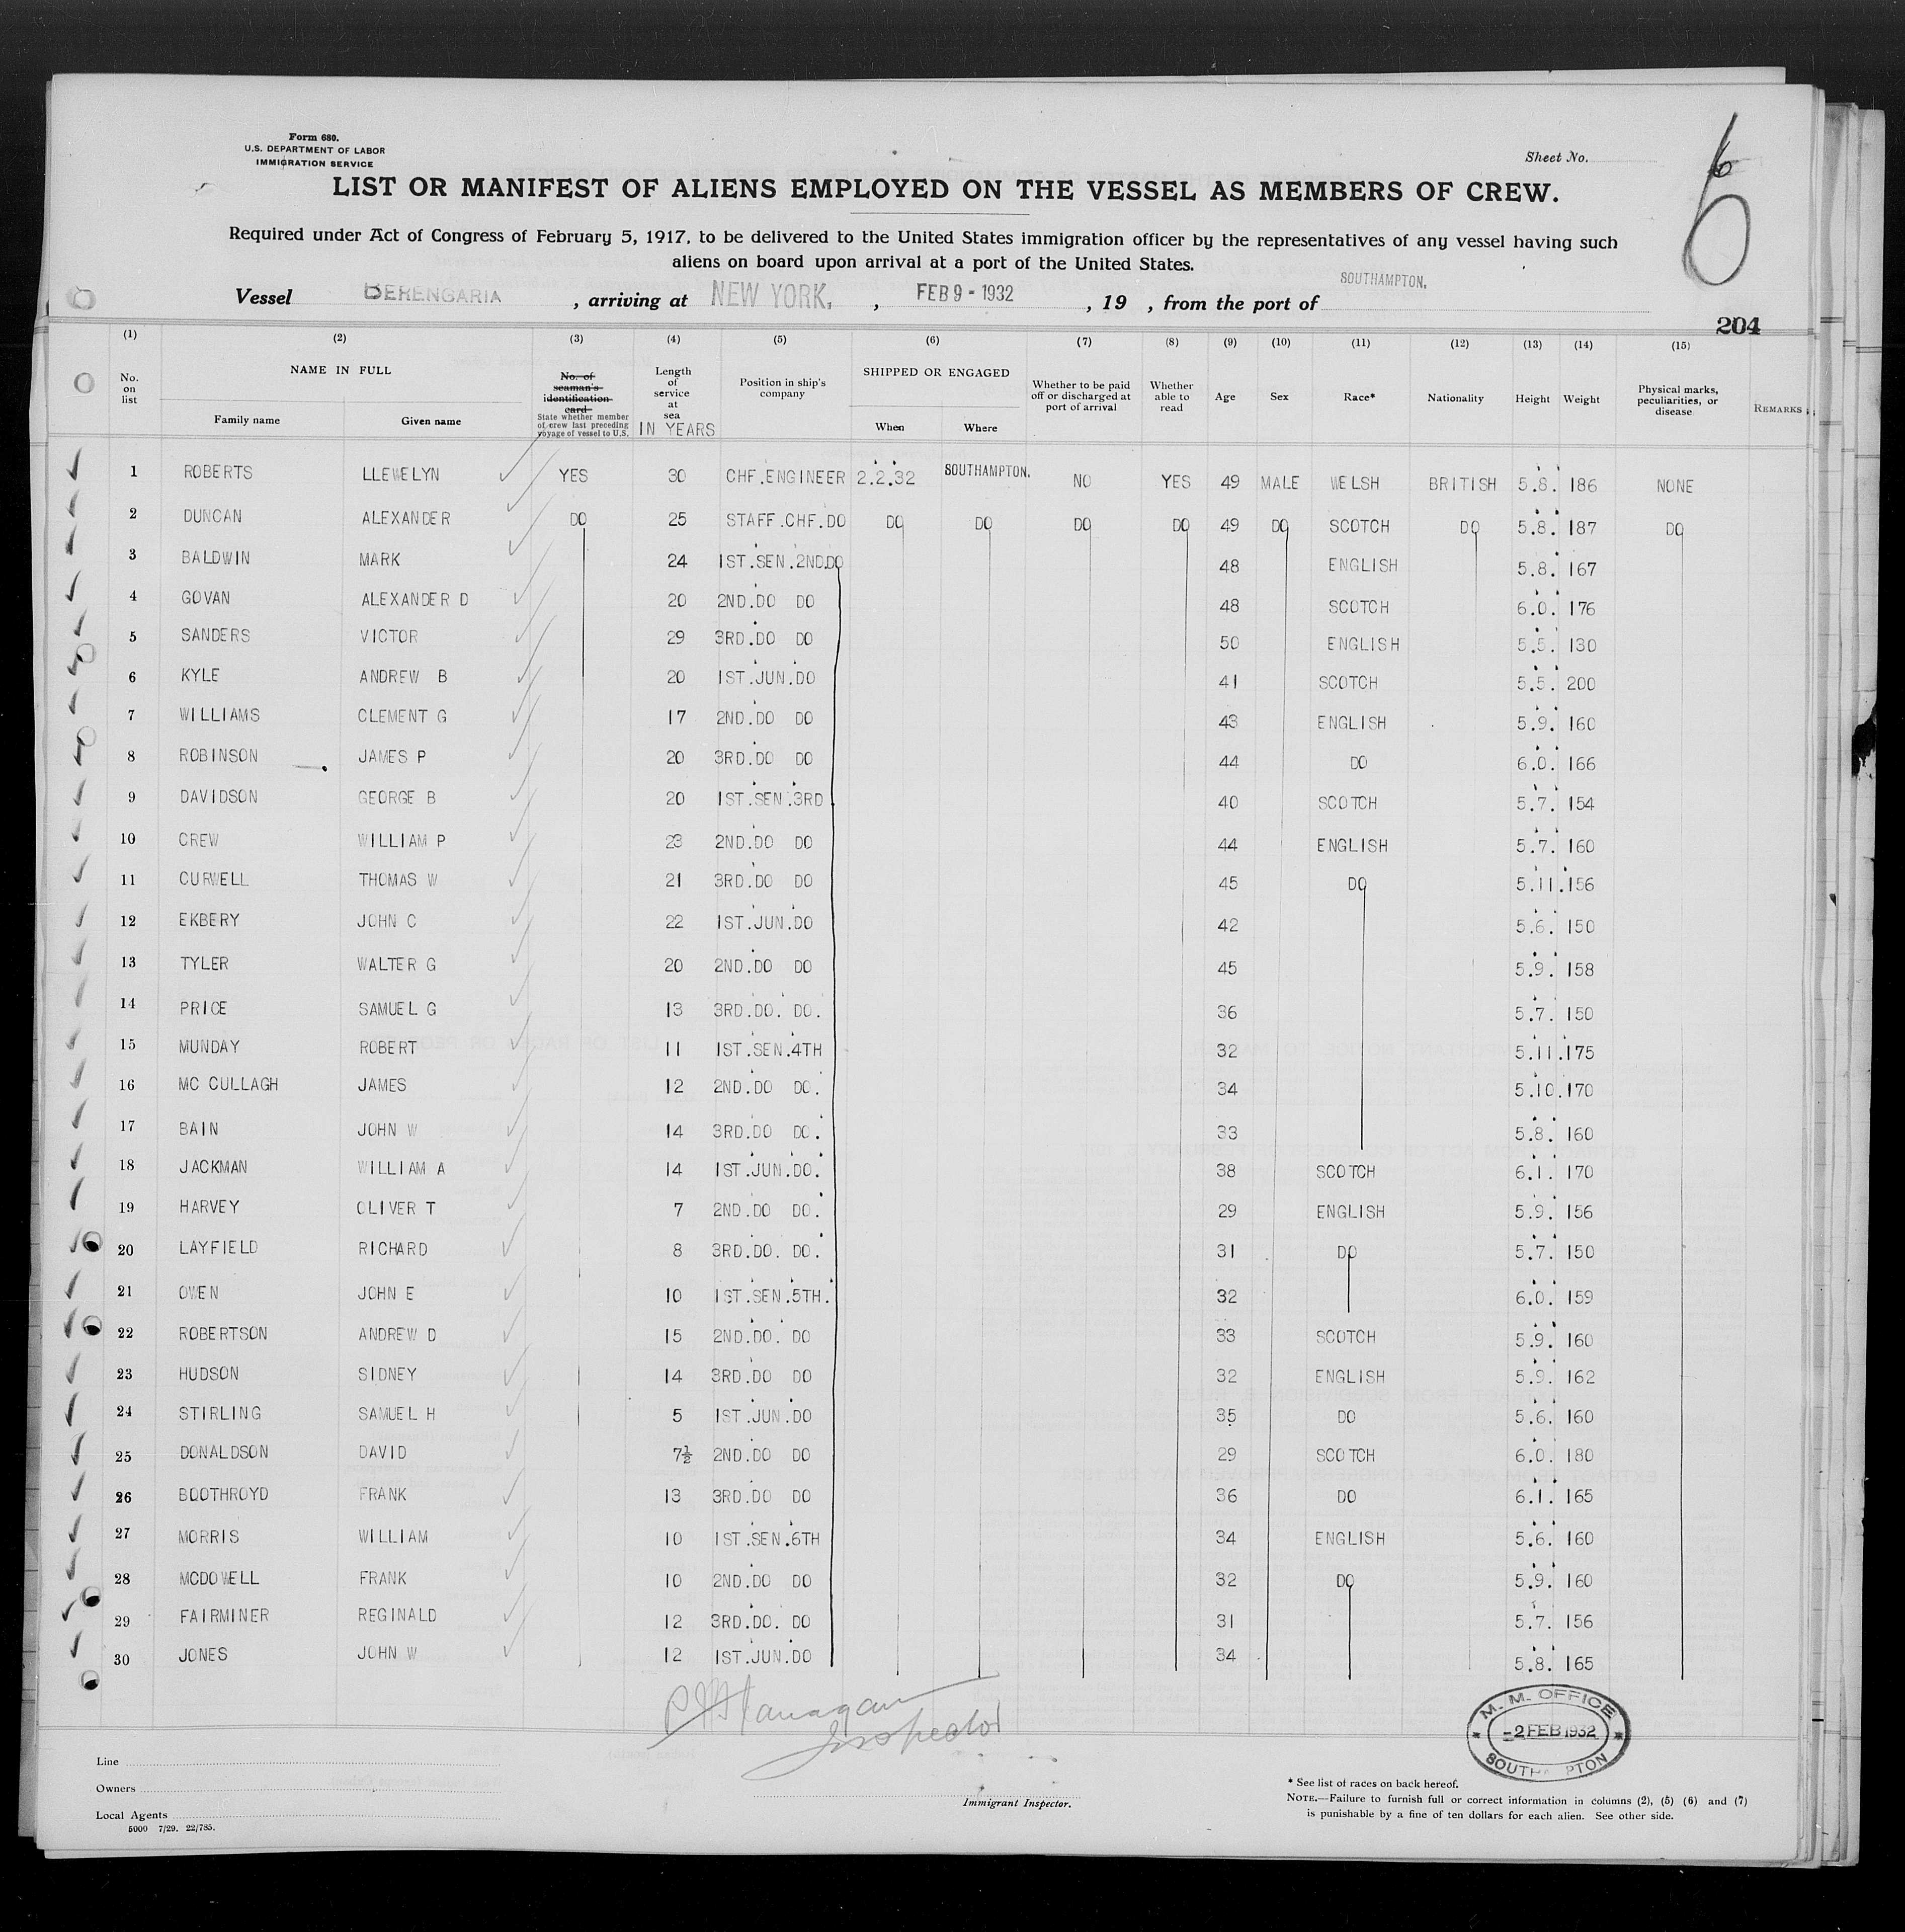 Form 680.
U.S. DEPARTMENT OF LABOR
IMMIGRATION SERVICE
Sheet No.
6
6
LIST OR MANIFEST OF ALIENS EMPLOYED ON THE VESSEL AS MEMBERS OF CREW.
Required under Act of Congress of February 5, 1917, to be delivered to the United States immigration officer by the representatives of any vessel having such
aliens on board upon arrival at a port of the United States.
Vessel BERENGARIA , arriving at NEW YORK, , FEB 9 - 1932 , 19 , from the port of SOUTHAMPTON,
204
(1) (2) (3) (4) (5) (6) (7) (8) (9) (10) (11) (12) (13) (14) (15)
No. on list
NAME IN FULL
Family name
Given name
No. of seaman's identification card
State whether member of crew last preceding voyage of vessel to U.S.
Length of service at sea
IN YEARS
Position in ship's company
SHIPPED OR ENGAGED
When
Where
Whether to be paid off or discharged at port of arrival
Whether able to read
Age
Sex
Race*
Nationality
Height
Weight
Physical marks, peculiarities, or disease
REMARKS
1 ROBERTS LLEWELYN YES 30 CHF.ENGINEER 2.2.32 SOUTHAMPTON. NO YES 49 MALE WELSH BRITISH 5.8. 186 NONE
2 DUNCAN ALEXANDER DO 25 STAFF.CHF.DO DO DO DO DO 49 DO SCOTCH DO 5.8. 187 DO
3 BALDWIN MARK 24 1ST.SEN.2ND.DO 48 ENGLISH 5.8. 167
4 GOVAN ALEXANDER D 20 2ND.DO DO 48 SCOTCH 6.0. 176
5 SANDERS VICTOR 29 3RD.DO DO 50 ENGLISH 5.5. 130
6 KYLE ANDREW B 20 1ST.JUN.DO 41 SCOTCH 5.5. 200
7 WILLIAMS CLEMENT G 17 2ND.DO DO 43 ENGLISH 5.9. 160
8 ROBINSON JAMES P 20 3RD.DO DO 44 DO 6.0. 166
9 DAVIDSON GEORGE B 20 1ST.SEN.3RD 40 SCOTCH 5.7. 154
10 CREW WILLIAM P 23 2ND.DO DO 44 ENGLISH 5.7. 160
11 CURWELL THOMAS W 21 3RD.DO DO 45 DO 5.11.156
12 EKBERY JOHN C 22 1ST.JUN.DO 42 5.6. 150
13 TYLER WALTER G 20 2ND.DO DO 45 5.9. 158
14 PRICE SAMUEL G 13 3RD.DO. DO. 36 5.7. 150
15 MUNDAY ROBERT 11 1ST.SEN.4TH 32 5.11.175
16 MC CULLAGH JAMES 12 2ND.DO DO. 34 5.10.170
17 BAIN JOHN W 14 3RD.DO DO. 33 5.8. 160
18 JACKMAN WILLIAM A 14 1ST.JUN.DO. 38 SCOTCH 6.1. 170
19 HARVEY OLIVER T 7 2ND.DO DO. 29 ENGLISH 5.9. 156
20 LAYFIELD RICHARD 8 3RD.DO. DO. 31 DO 5.7. 150
21 OWEN JOHN E 10 1ST.SEN.5TH. 32 6.0. 159
22 ROBERTSON ANDREW D 15 2ND.DO. DO 33 SCOTCH 5.9. 160
23 HUDSON SIDNEY 14 3RD.DO DO 32 ENGLISH 5.9. 162
24 STIRLING SAMUEL H 5 1ST.JUN.DO 35 DO 5.6. 160
25 DONALDSON DAVID 7½ 2ND.DO DO 29 SCOTCH 6.0. 180
26 BOOTHROYD FRANK 13 3RD.DO DO 36 DO 6.1. 165
27 MORRIS WILLIAM 10 1ST.SEN.6TH 34 ENGLISH 5.6. 160
28 MCDOWELL FRANK 10 2ND.DO DO 32 DO 5.9. 160
29 FAIRMINER REGINALD 12 3RD.DO. DO 31 5.7. 156
30 JONES JOHN W 12 1ST.JUN.DO 34 5.8. 165
Flanagan
Inspector
M. M. OFFICE
-2 FEB 1932
Line
Owners
Local Agents
5000 7/29. 22/785.
Immigrant Inspector.
* See list of races on back hereof.
NOTE.—Failure to furnish full or correct information in columns (2), (5) (6) and (7)
is punishable by a fine of ten dollars for each alien. See other side.